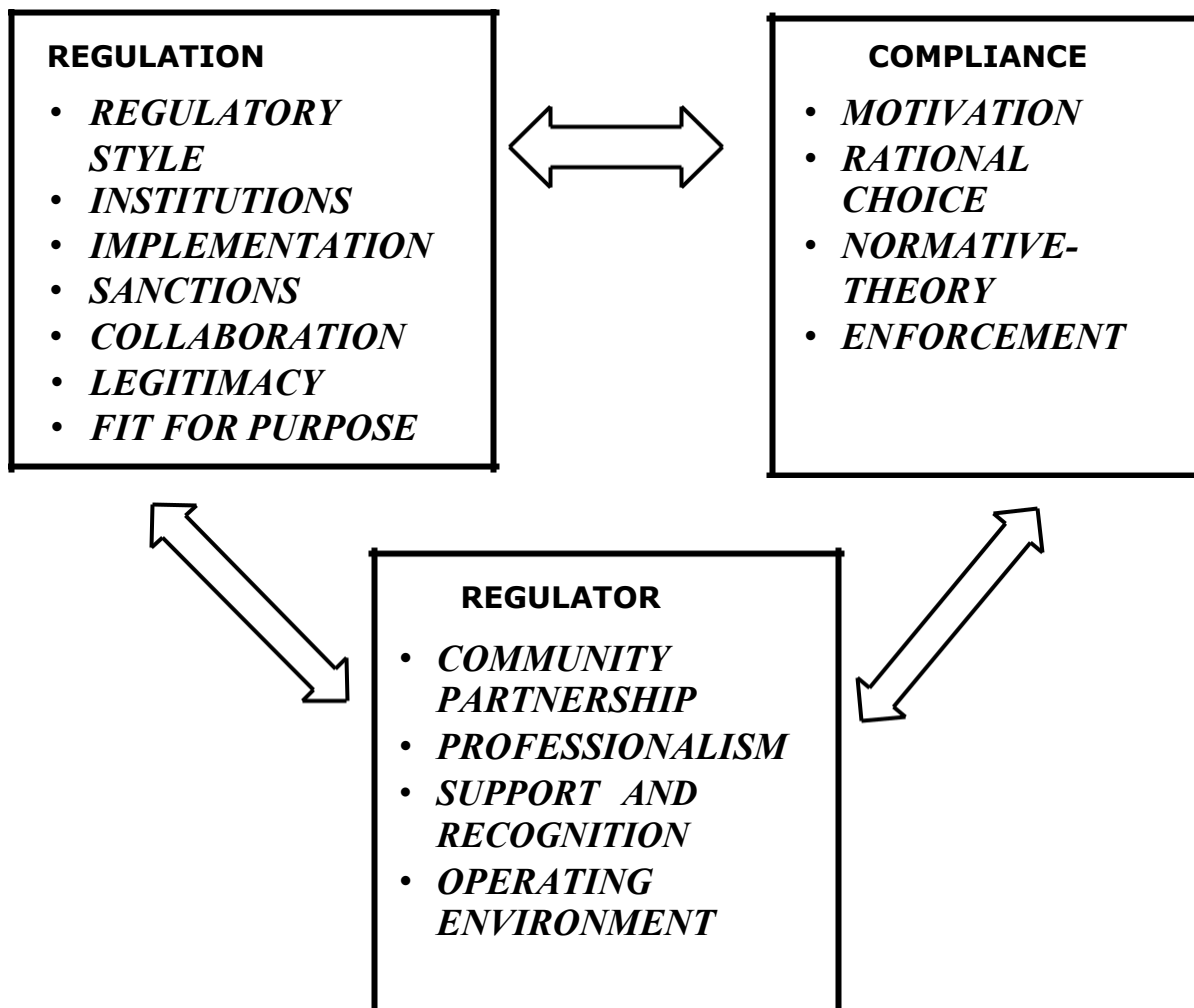 REGULATION
• REGULATORY
STYLE
• INSTITUTIONS
• IMPLEMENTATION
• SANCTIONS
• COLLABORATION
• LEGITIMACY
• FIT FOR PURPOSE
COMPLIANCE
• MOTIVATION
• RATIONAL
CHOICE
• NORMATIVE-
THEORY
• ENFORCEMENT
REGULATOR
• COMMUNITY
PARTNERSHIP
• PROFESSIONALISM
• SUPPORT AND
RECOGNITION
• OPERATING
ENVIRONMENT